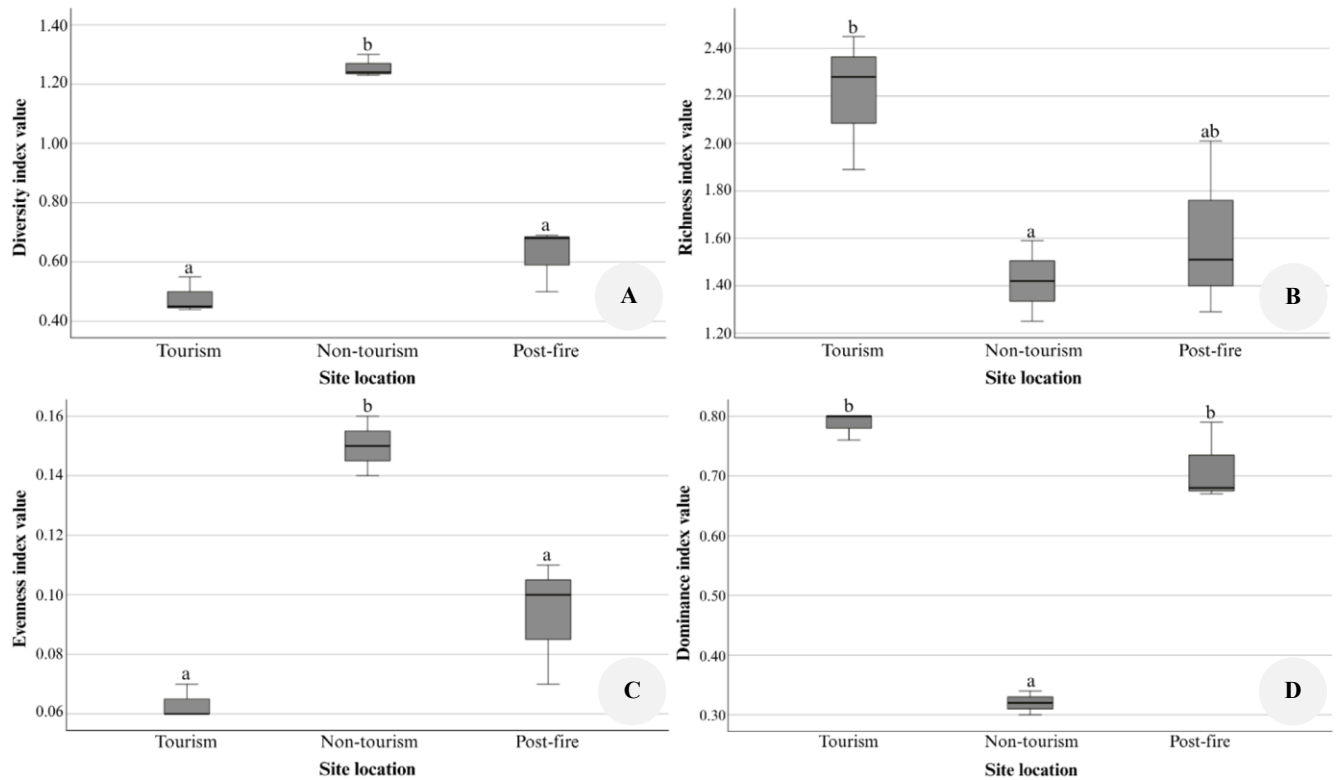 1.40
1.20
1.00
0.80
0.60
0.40
Diversity index value
a
b
a
A
Tourism
Non-tourism
Post-fire
Site location
2.40
2.20
2.00
1.80
1.60
1.40
1.20
Richness index value
b
a
ab
B
Tourism
Non-tourism
Post-fire
Site location
0.16
0.14
0.12
0.10
0.08
0.06
Evenness index value
a
b
a
C
Tourism
Non-tourism
Post-fire
Site location
0.80
0.70
0.60
0.50
0.40
0.30
Dominance index value
b
a
b
D
Tourism
Non-tourism
Post-fire
Site location